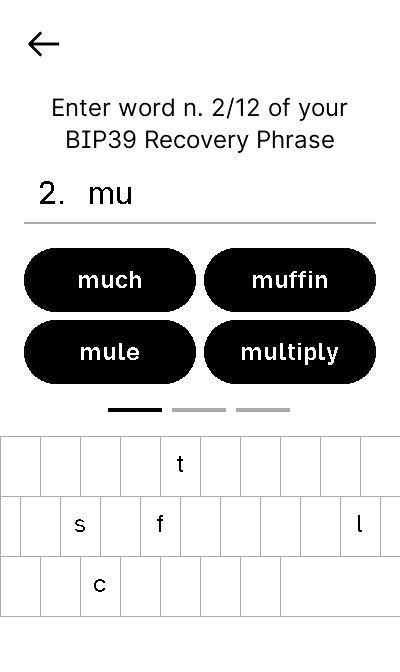 Enter word n. 2/12 of your
BIP39 Recovery Phrase
2. mu
much muffin
mule multiply
t
s f l
c